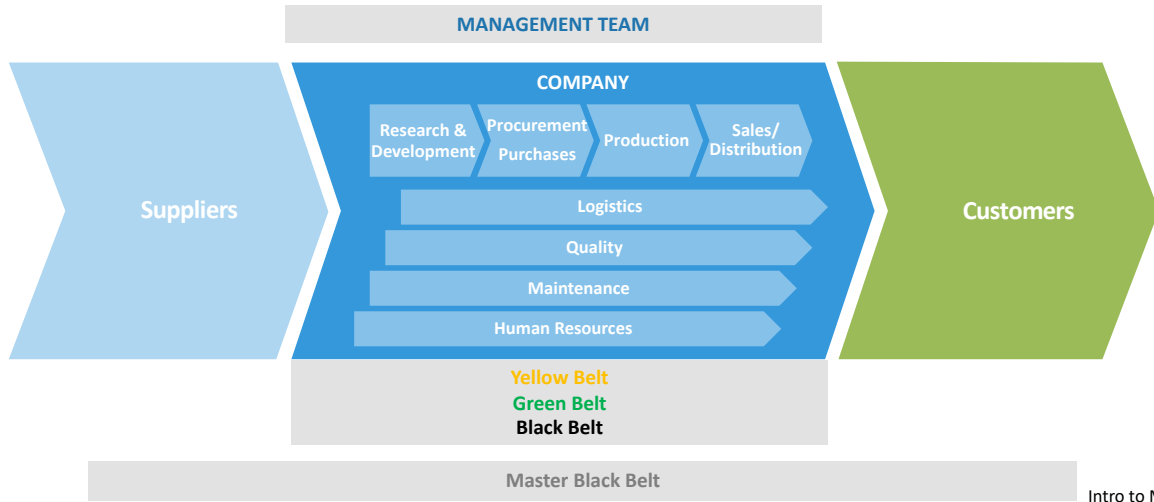 MANAGEMENT TEAM
COMPANY
Research &
Development
Procurement
Purchases
Production
Sales/
Distribution
Suppliers
Logistics
Quality
Maintenance
Human Resources
Customers
Yellow Belt
Green Belt
Black Belt
Master Black Belt
Intro to